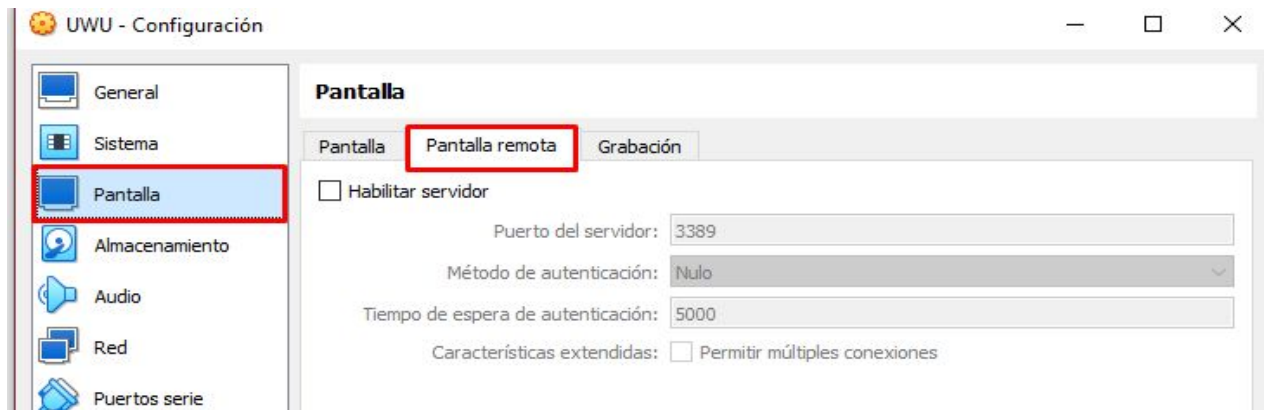 UWU - Configuración
General
Sistema
Pantalla
Almacenamiento
Audio
Red
Puertos serie
Pantalla
Pantalla Pantalla remota Grabación
Habilitar servidor
Puerto del servidor: 3389
Método de autenticación: Nulo
Tiempo de espera de autenticación: 5000
Características extendidas: Permitir múltiples conexiones